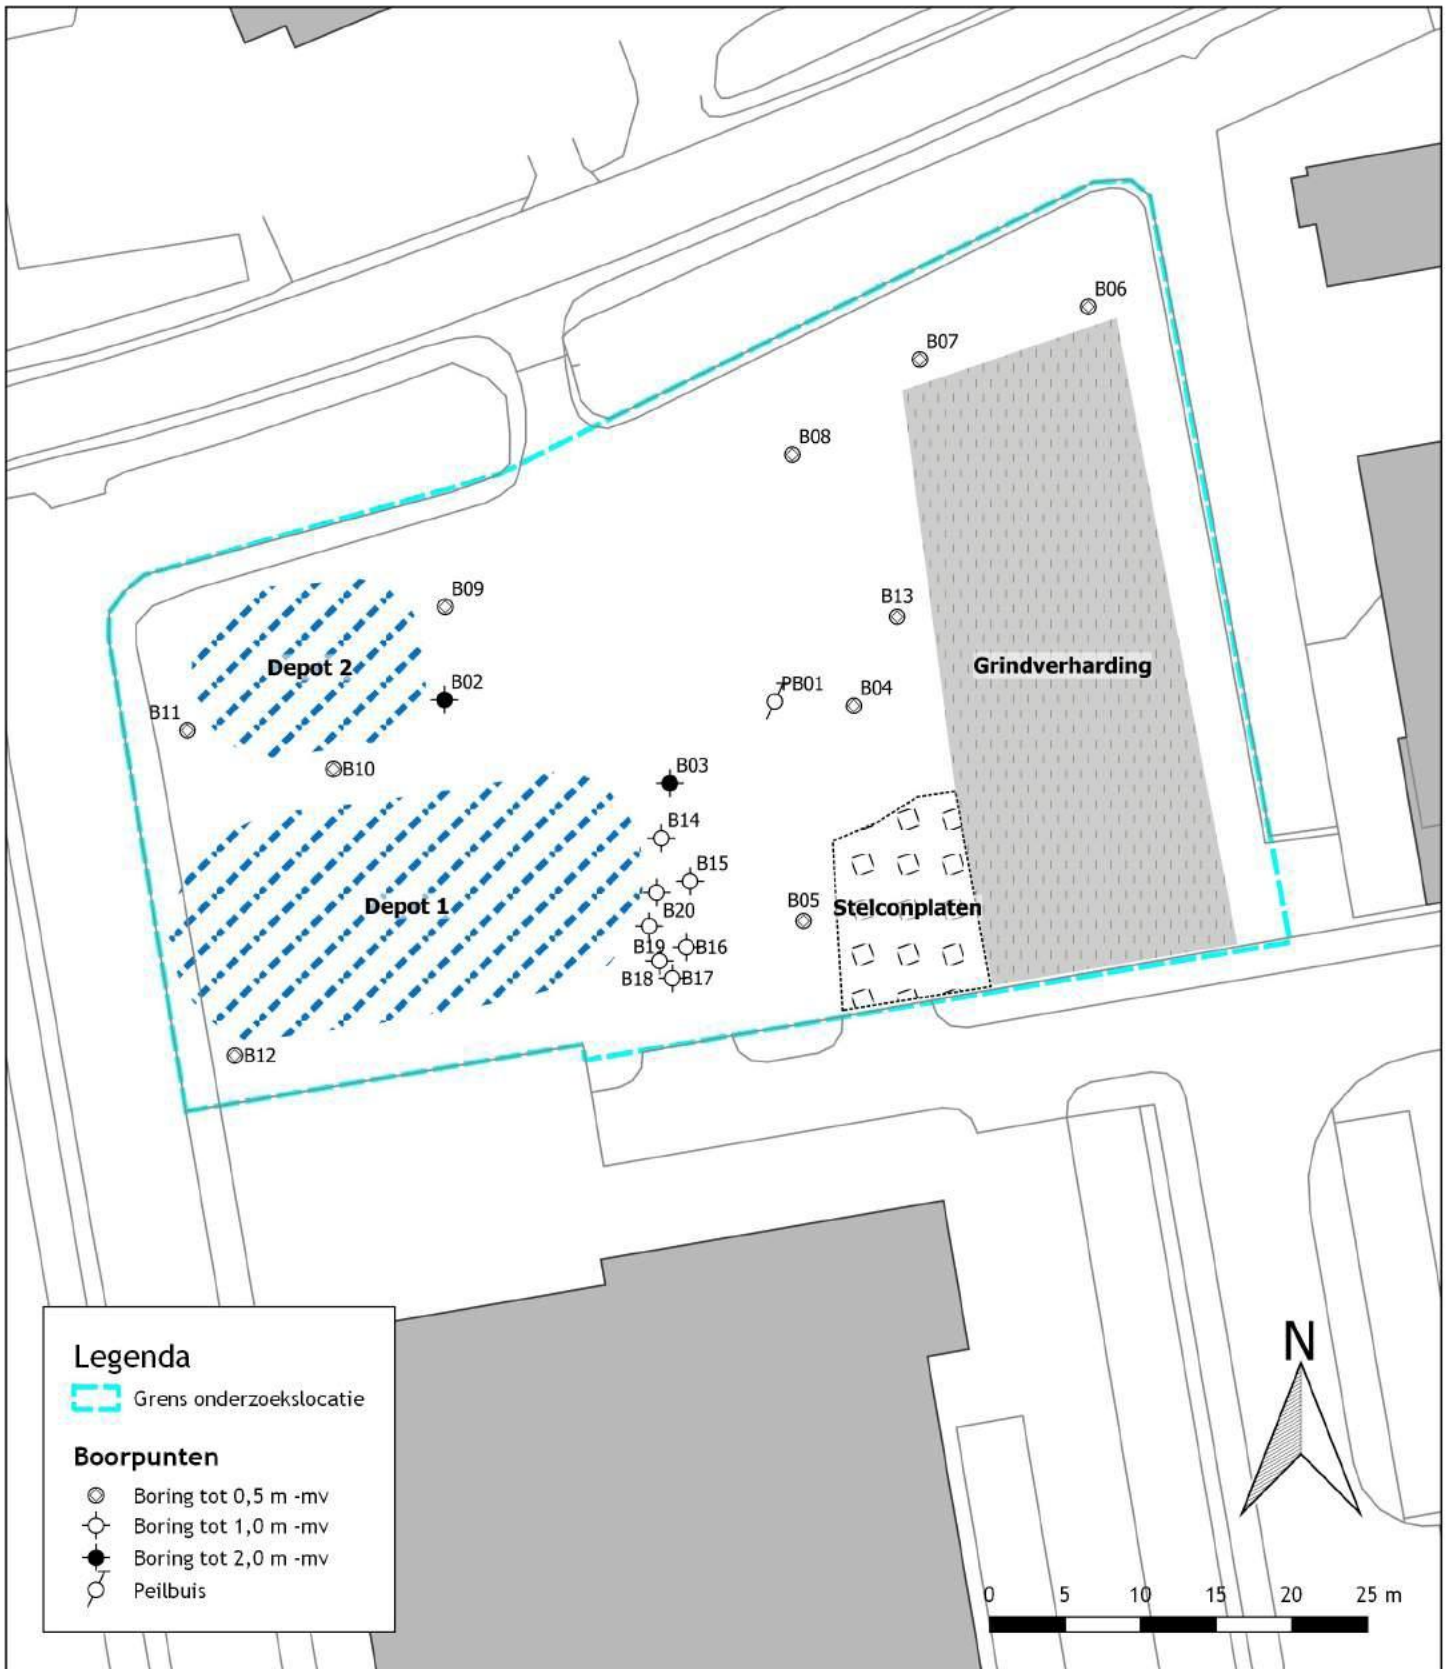 B06
B07
B08
B09
B13
Depot 2
Grindverharding
B02
PB01
B04
B11
B10
B03
B14
B15
B05
Depot 1
Stelconplaten
B20
B19
B16
B18
B17
B12
Legenda
Grens onderzoekslocatie
Boorpunten
Boring tot 0,5 m -mv
Boring tot 1,0 m -mv
Boring tot 2,0 m -mv
Peilbuis
N
0 5 10 15 20 25 m